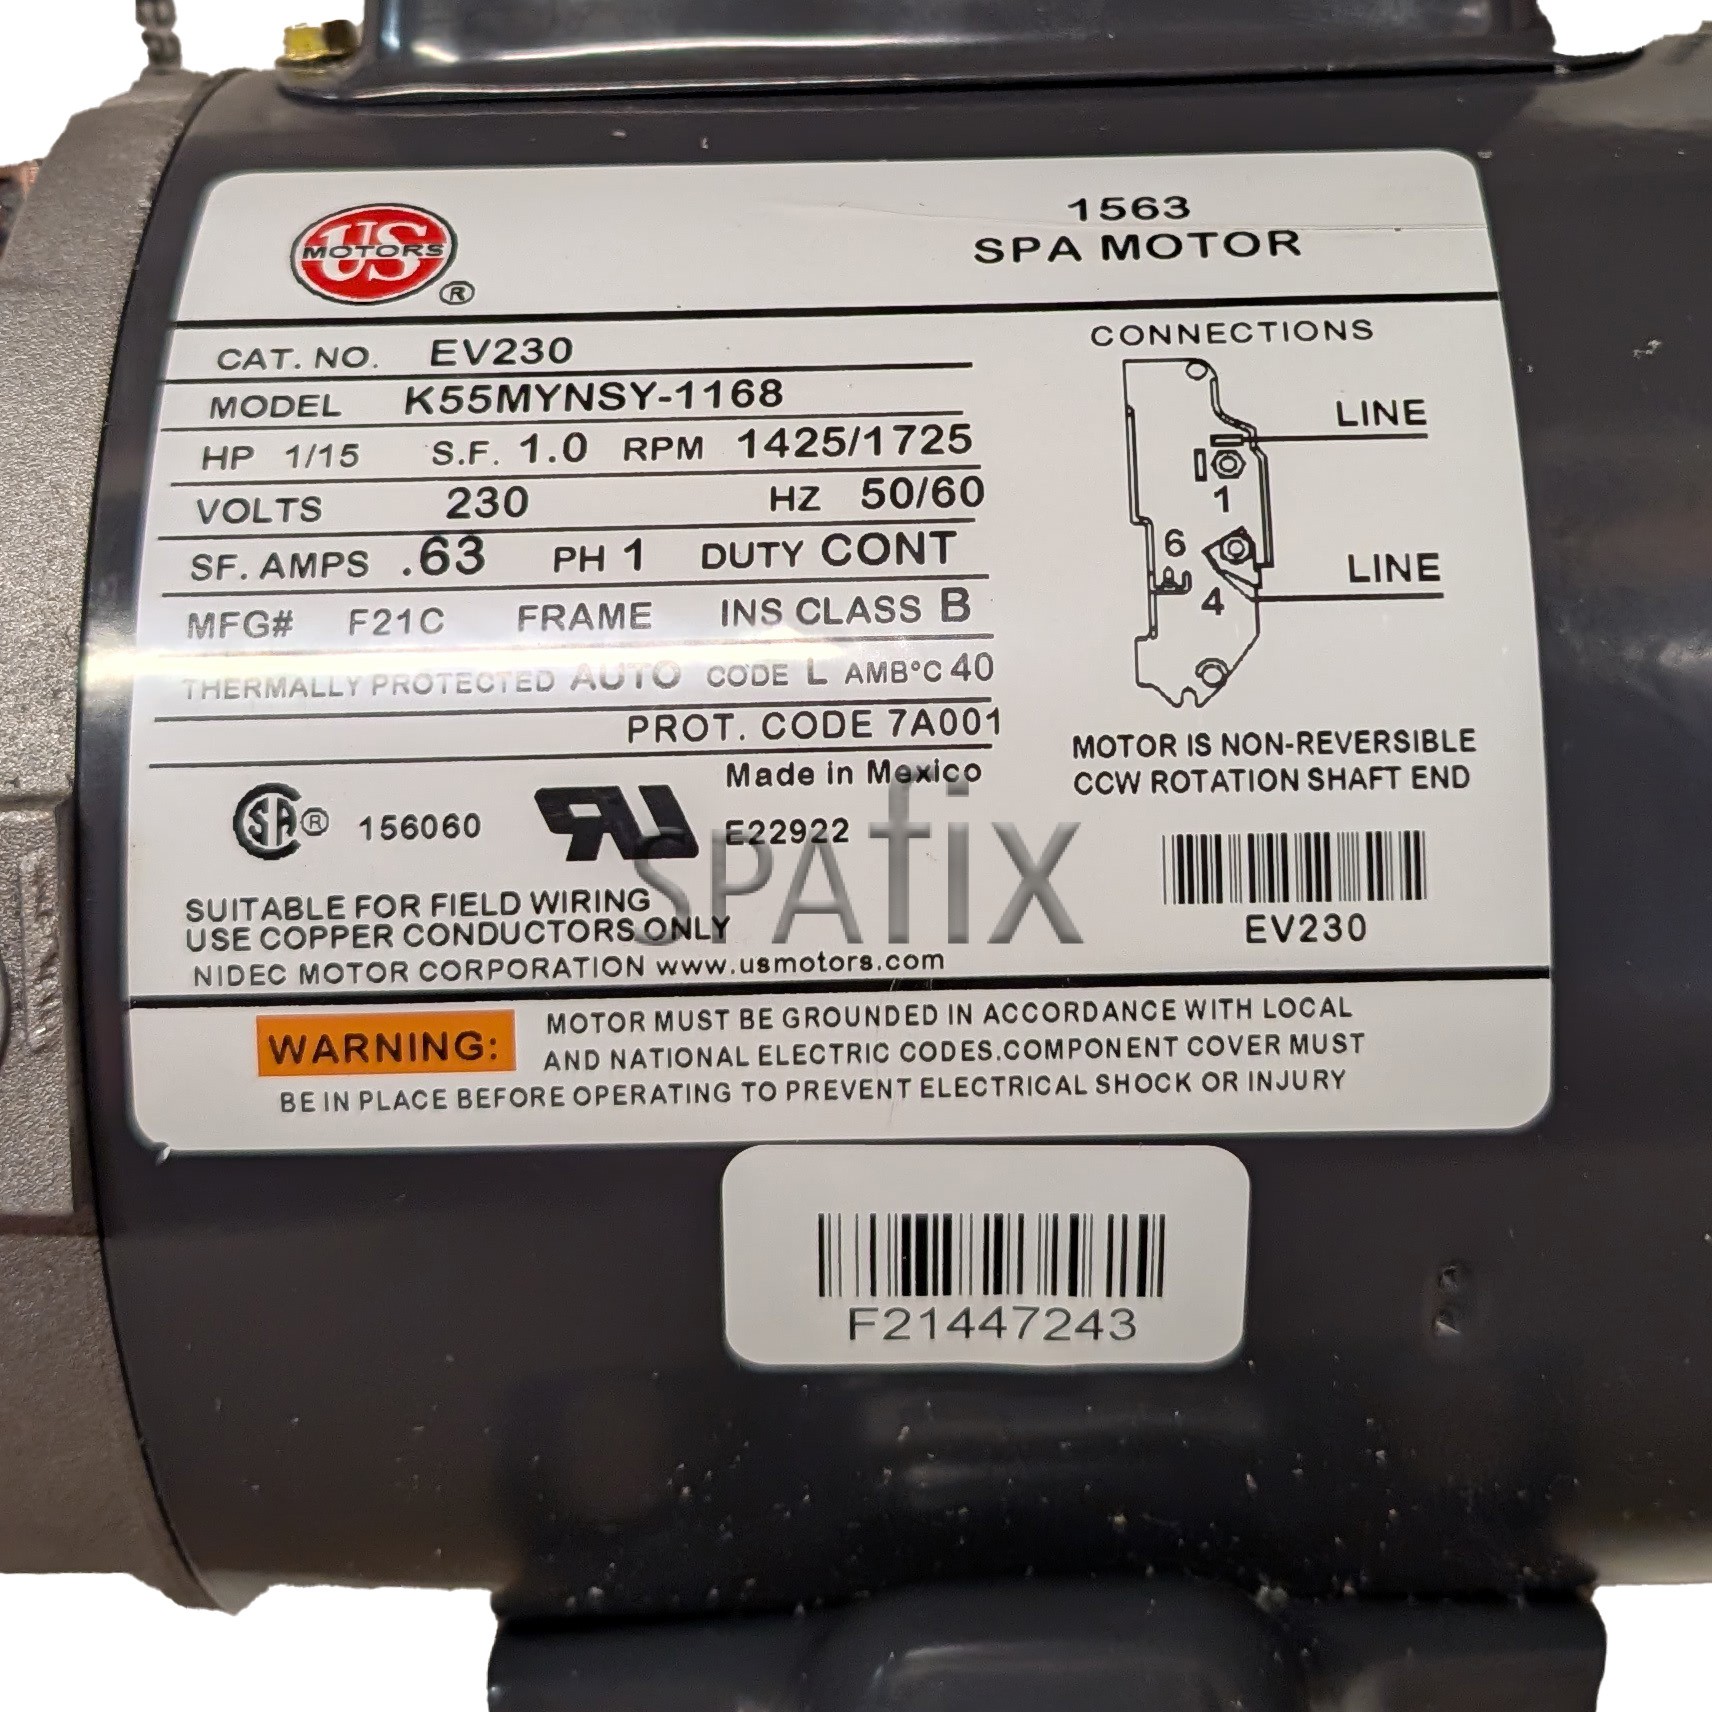 US
MOTORS
®
1563
SPA MOTOR
CAT. NO. EV230
MODEL K55MYNSY-1168
HP 1/15 S.F. 1.0 RPM 1425/1725
VOLTS 230 HZ 50/60
SF. AMPS .63 PH 1 DUTY CONT
MFG# F21C FRAME INS CLASS B
THERMALLY PROTECTED AUTO CODE L AMB°C 40
PROT. CODE 7A001
Made in Mexico
CSA® 156060 RU E22922
SUITABLE FOR FIELD WIRING
USE COPPER CONDUCTORS ONLY
NIDEC MOTOR CORPORATION www.usmotors.com
CONNECTIONS
LINE
1
6
LINE
4
MOTOR IS NON-REVERSIBLE
CCW ROTATION SHAFT END
EV230
SPAfix
WARNING: MOTOR MUST BE GROUNDED IN ACCORDANCE WITH LOCAL
AND NATIONAL ELECTRIC CODES.COMPONENT COVER MUST
BE IN PLACE BEFORE OPERATING TO PREVENT ELECTRICAL SHOCK OR INJURY
F21447243